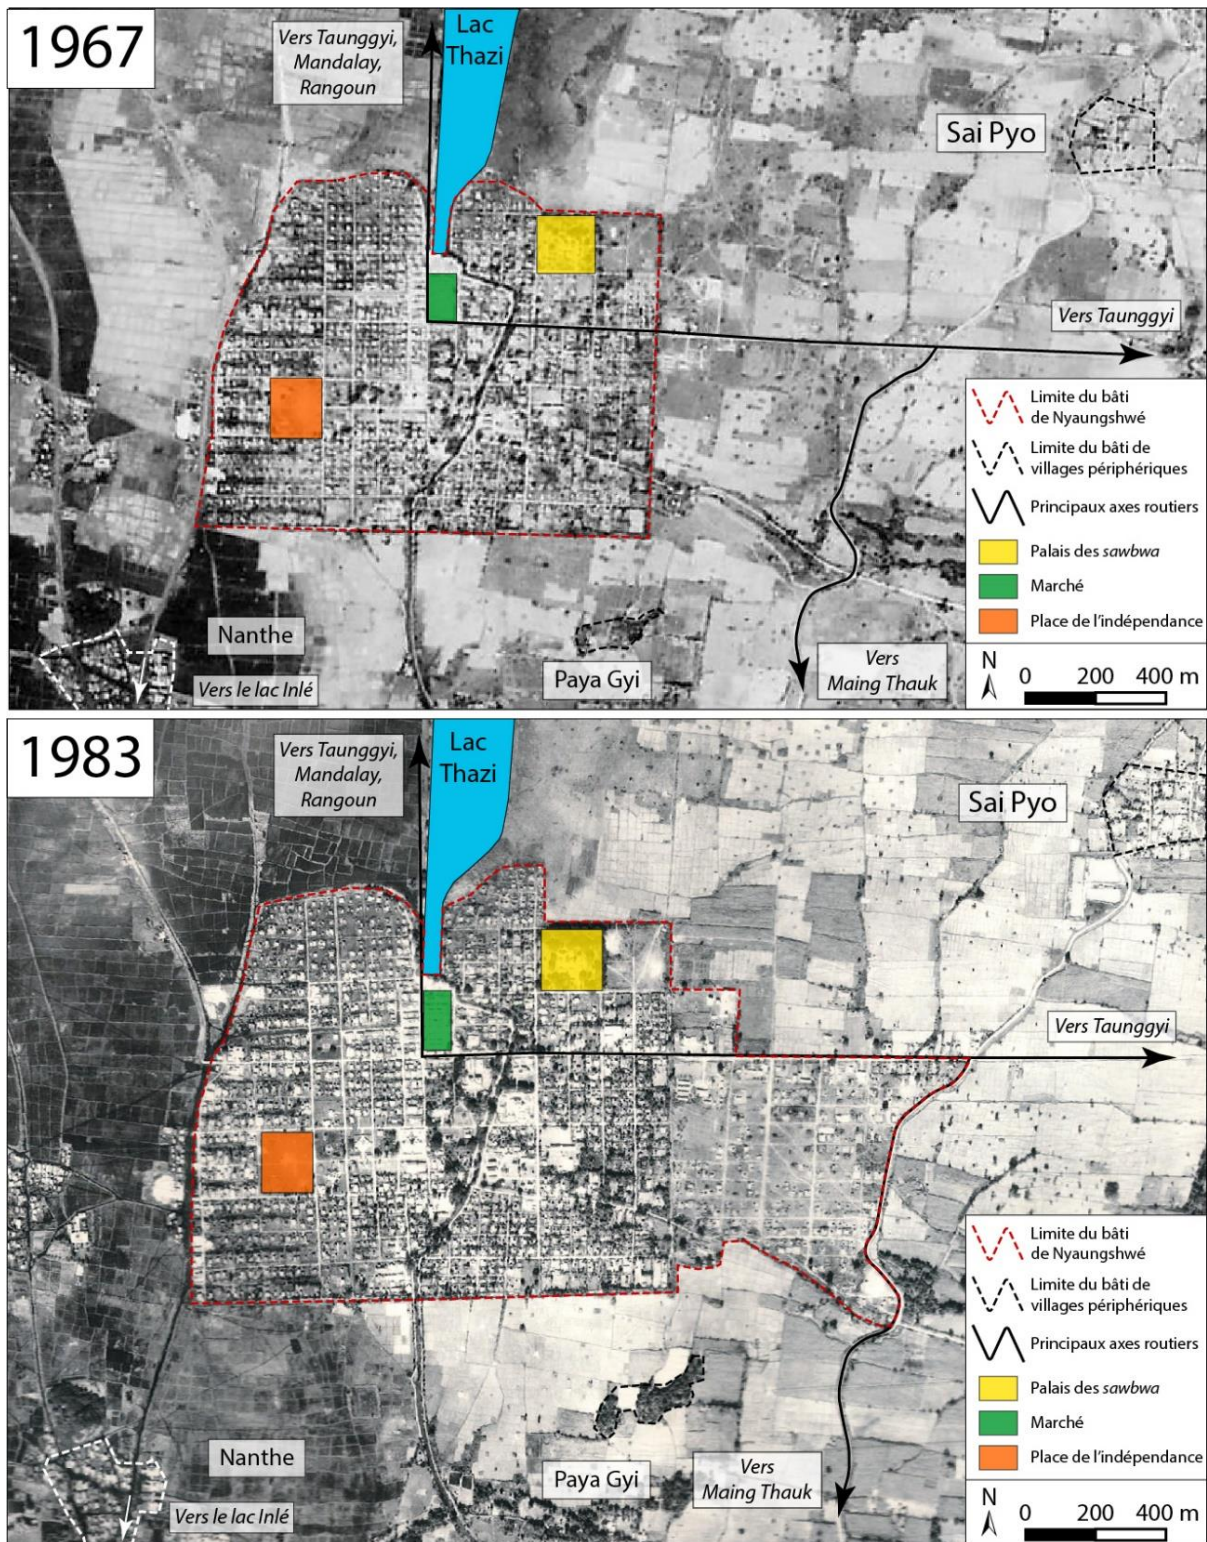 1967
Vers Taunggyi,
Mandalay,
Rangoun
Lac
Thazi
Sai Pyo
Vers Taunggyi
Nanthe
Vers le lac Inlé
Paya Gyi
Vers
Maing Thauk
Limite du bâti
de Nyaungshwé
Limite du bâti de
villages périphériques
Principaux axes routiers
Palais des sawbwa
Marché
Place de l'indépendance
N
0 200 400 m
1983
Vers Taunggyi,
Mandalay,
Rangoun
Lac
Thazi
Sai Pyo
Vers Taunggyi
Nanthe
Vers le lac Inlé
Paya Gyi
Vers
Maing Thauk
Limite du bâti
de Nyaungshwé
Limite du bâti de
villages périphériques
Principaux axes routiers
Palais des sawbwa
Marché
Place de l'indépendance
N
0 200 400 m